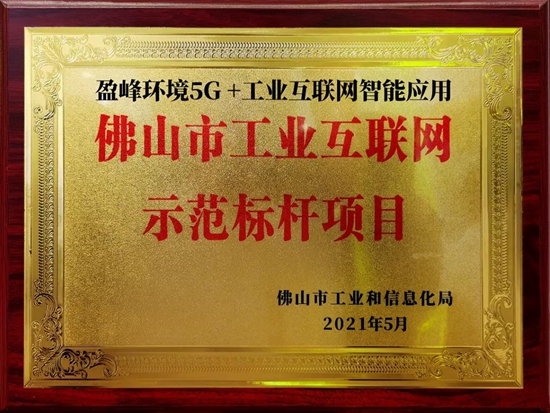 盈峰环境5G+工业互联网智能应用
佛山市工业互联网
示范标杆项目
佛山市工业和信息化局
2021年5月